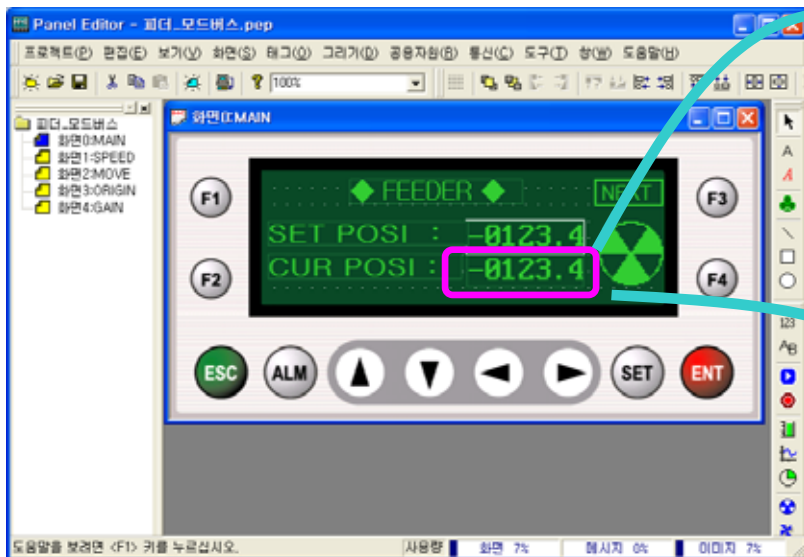 Panel Editor - 피더_모드버스.pep
프로젝트(P) 편집(E) 보기(V) 화면(S) 태그(O) 그리기(D) 공용자원(B) 통신(C) 도구(T) 창(W) 도움말(H)
100%
피더_모드버스
화면0:MAIN
화면1:SPEED
화면2:MOVE
화면3:ORIGIN
화면4:GAIN
화면0:MAIN
F1
◆ FEEDER ◆
NEXT
F3
SET POSI : -0123.4
CUR POSI : -0123.4
F2
F4
ESC
ALM
SET
ENT
A
A
123
AB
도움말을 보려면 <F1> 키를 누르십시오.
사용량
화면 7%
메시지 0%
이미지 7%